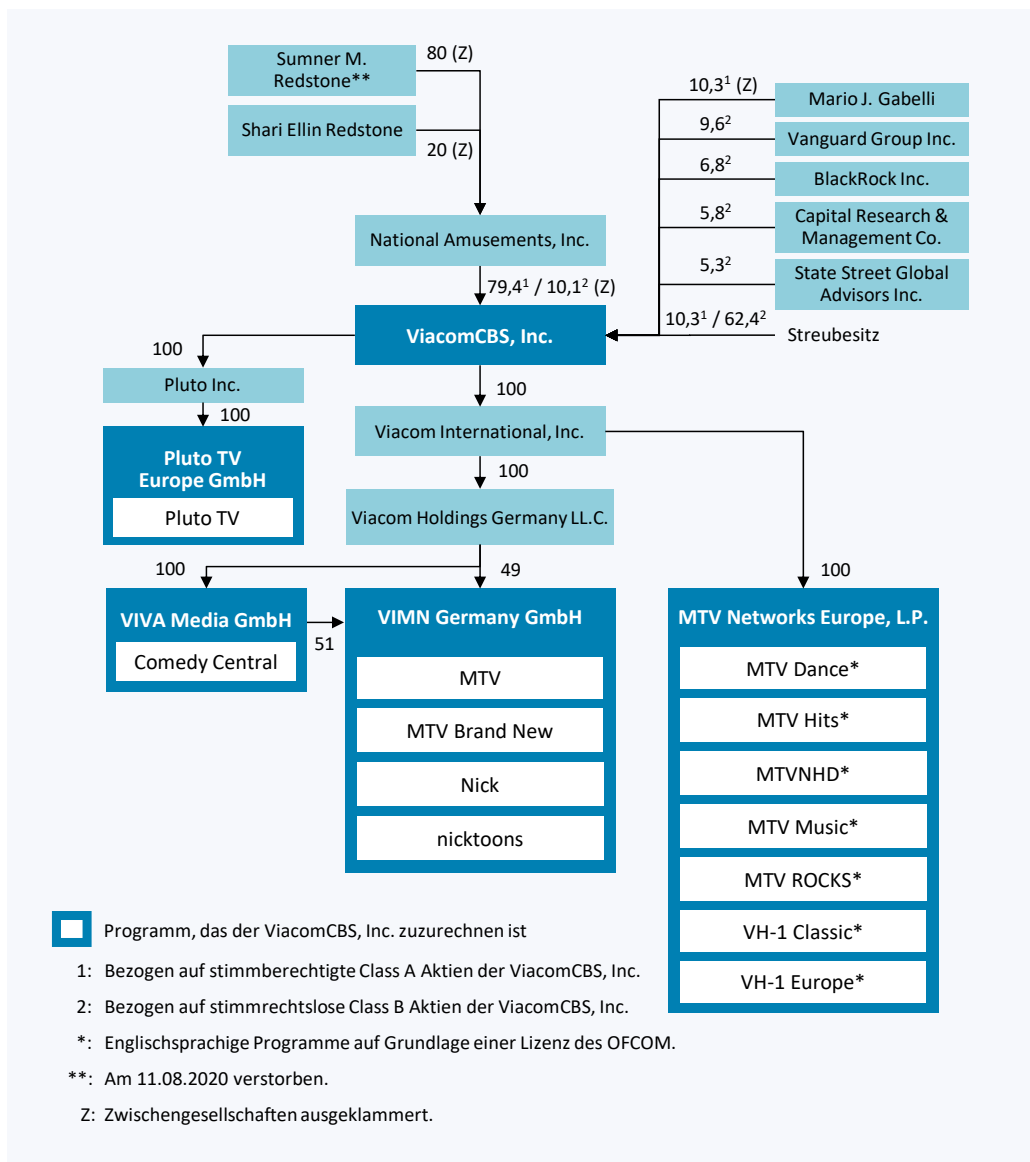 Sumner M.
Redstone**
80 (Z)
Shari Ellin Redstone
20 (Z)
10,3¹ (Z)
Mario J. Gabelli
9,6²
Vanguard Group Inc.
6,8²
BlackRock Inc.
5,8²
Capital Research &
Management Co.
5,3²
State Street Global
Advisors Inc.
10,3¹ / 62,4²
Streubesitz
National Amusements, Inc.
79,4¹ / 10,1² (Z)
ViacomCBS, Inc.
100
Pluto Inc.
100
Pluto TV
Europe GmbH
Pluto TV
100
Viacom International, Inc.
100
Viacom Holdings Germany LL.C.
100
49
100
VIVA Media GmbH
Comedy Central
51
VIMN Germany GmbH
MTV
MTV Brand New
Nick
nicktoons
MTV Networks Europe, L.P.
MTV Dance*
MTV Hits*
MTVNHD*
MTV Music*
MTV ROCKS*
VH-1 Classic*
VH-1 Europe*
Programm, das der ViacomCBS, Inc. zuzurechnen ist
1: Bezogen auf stimmberechtigte Class A Aktien der ViacomCBS, Inc.
2: Bezogen auf stimmrechtslose Class B Aktien der ViacomCBS, Inc.
*: Englischsprachige Programme auf Grundlage einer Lizenz des OFCOM.
**: Am 11.08.2020 verstorben.
Z: Zwischengesellschaften ausgeklammert.